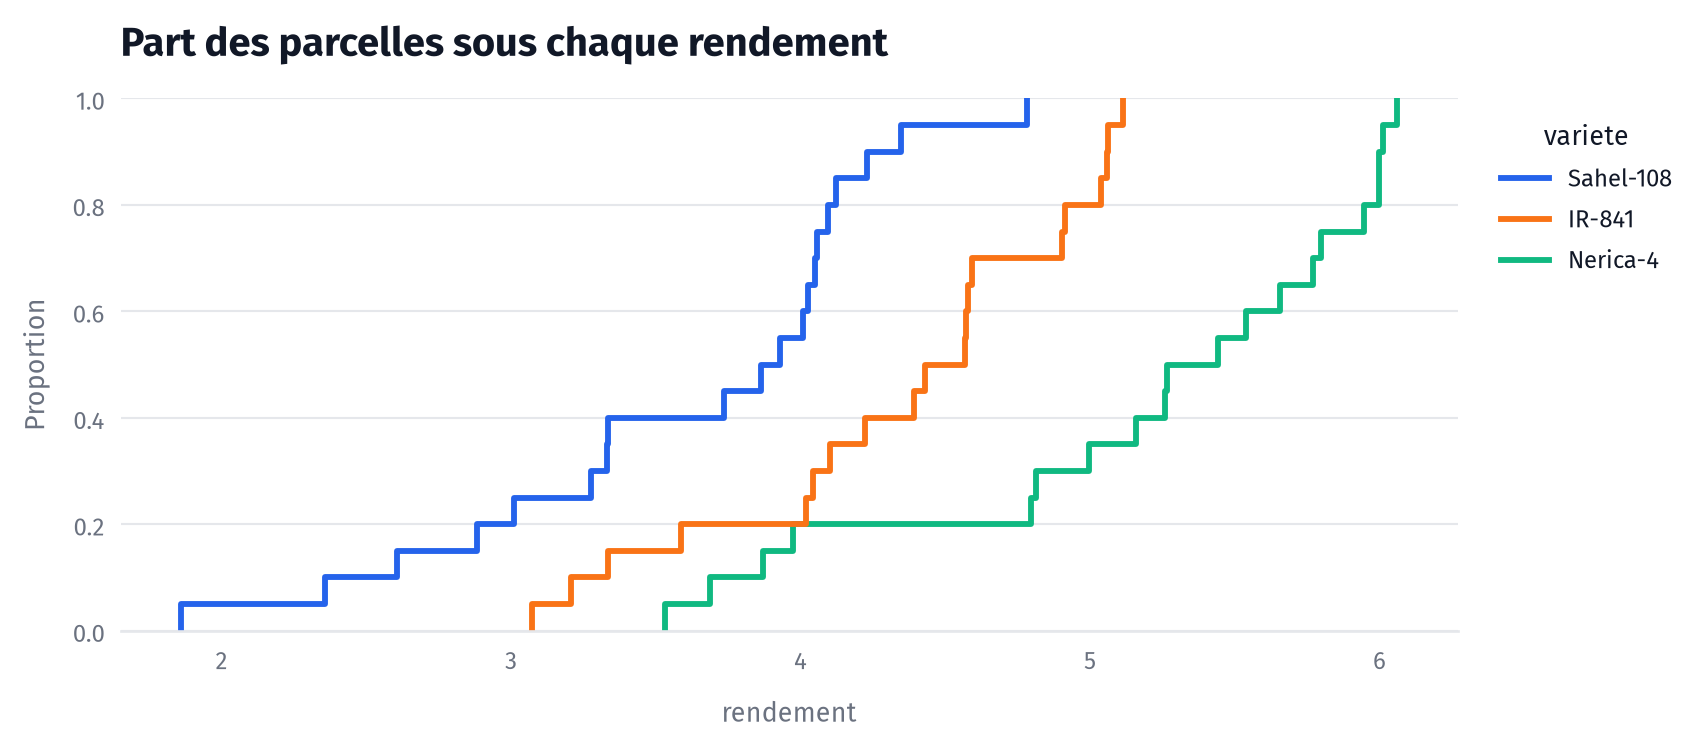 Part des parcelles sous chaque rendement
1.0
0.8
0.6
0.4
0.2
0.0
Proportion
2 3 4 5 6
rendement
variete
Sahel-108
IR-841
Nerica-4